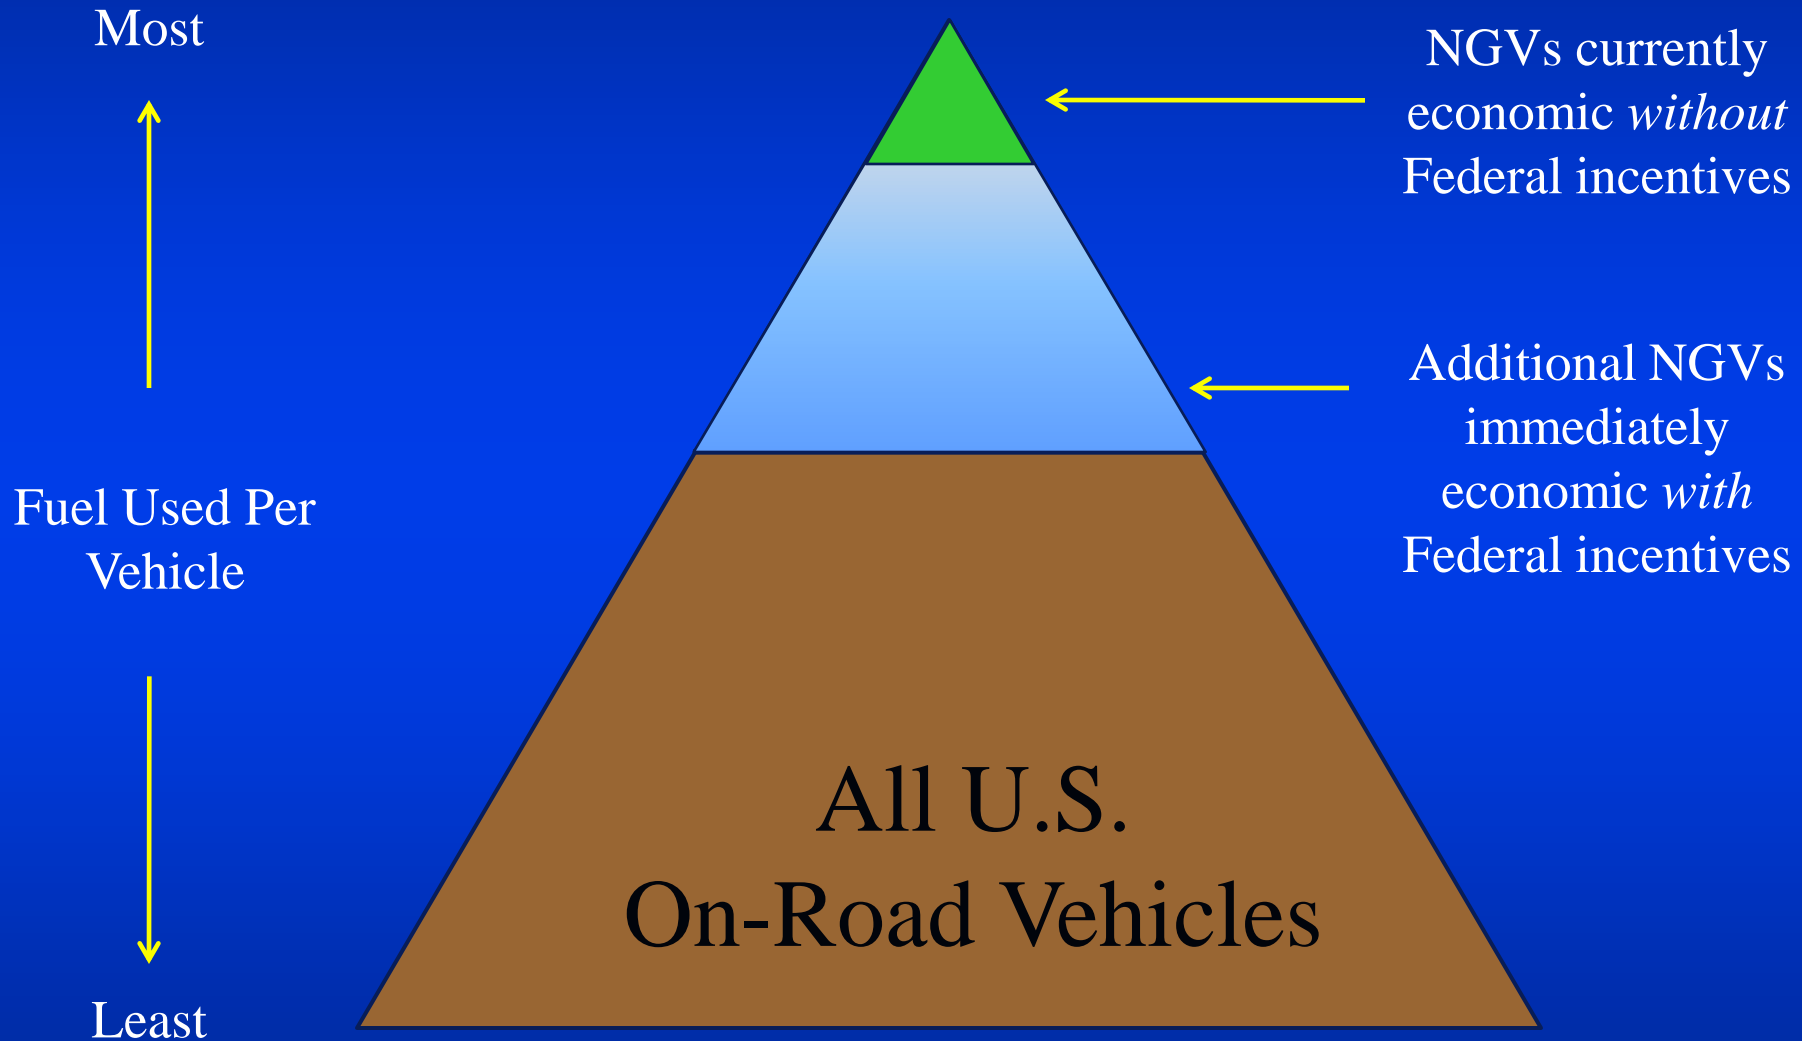 Most
Fuel Used Per
Vehicle
Least
NGVs currently
economic without
Federal incentives
Additional NGVs
immediately
economic with
Federal incentives
All U.S.
On-Road Vehicles